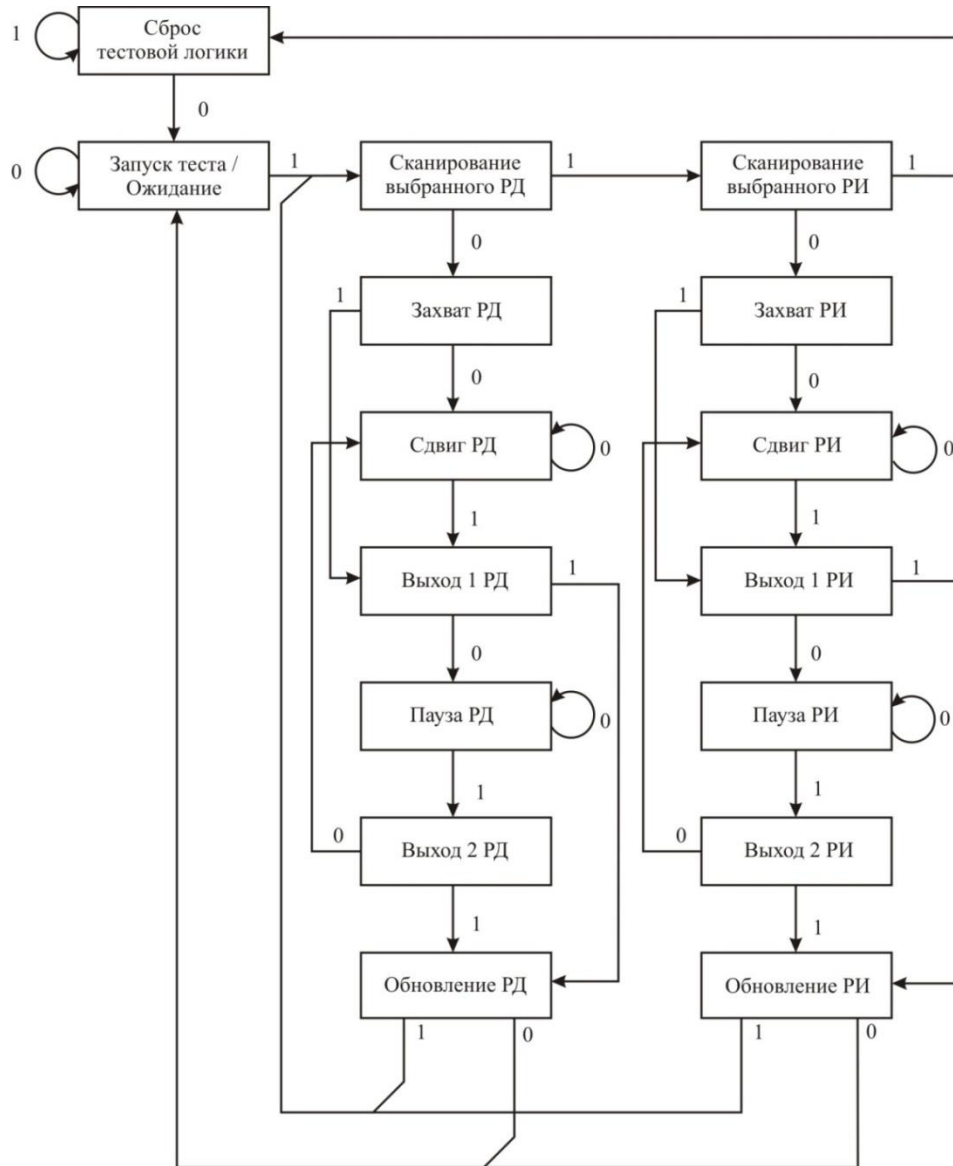 Сброс
тестовой логики
1
0
Запуск теста /
Ожидание
0
1
Сканирование
выбранного РД
1
Сканирование
выбранного РИ
1
0
0
Захват РД
1
Захват РИ
1
0
0
Сдвиг РД
0
Сдвиг РИ
0
1
1
Выход 1 РД
1
Выход 1 РИ
1
0
0
Пауза РД
0
Пауза РИ
0
1
1
0
Выход 2 РД
0
Выход 2 РИ
1
1
Обновление РД
Обновление РИ
1
0
1
0